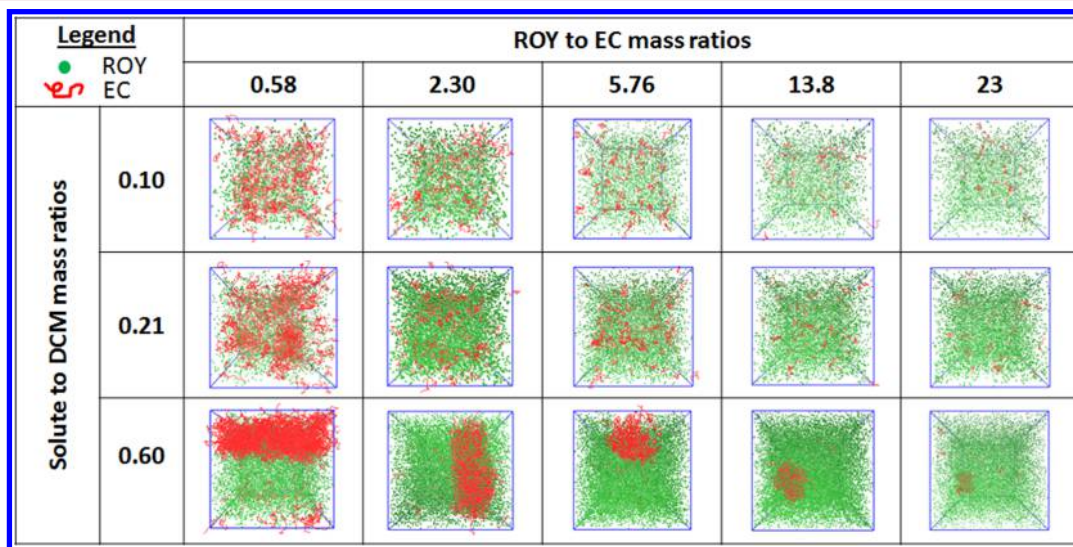 Legend
ROY
EC
ROY to EC mass ratios
0.58 2.30 5.76 13.8 23
Solute to DCM mass ratios
0.10
0.21
0.60